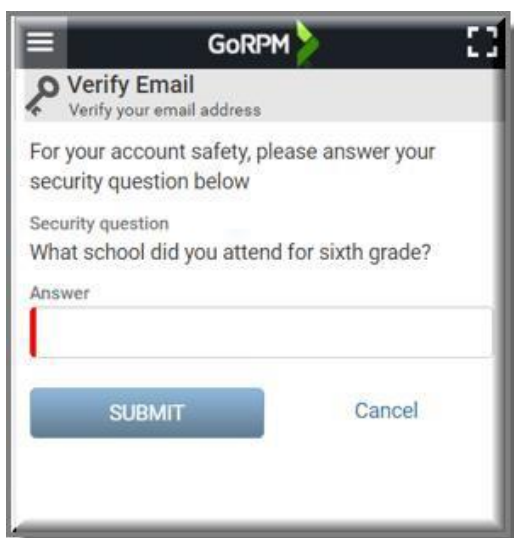 GoRPM
Verify Email
Verify your email address
For your account safety, please answer your
security question below
Security question
What school did you attend for sixth grade?
Answer
SUBMIT Cancel